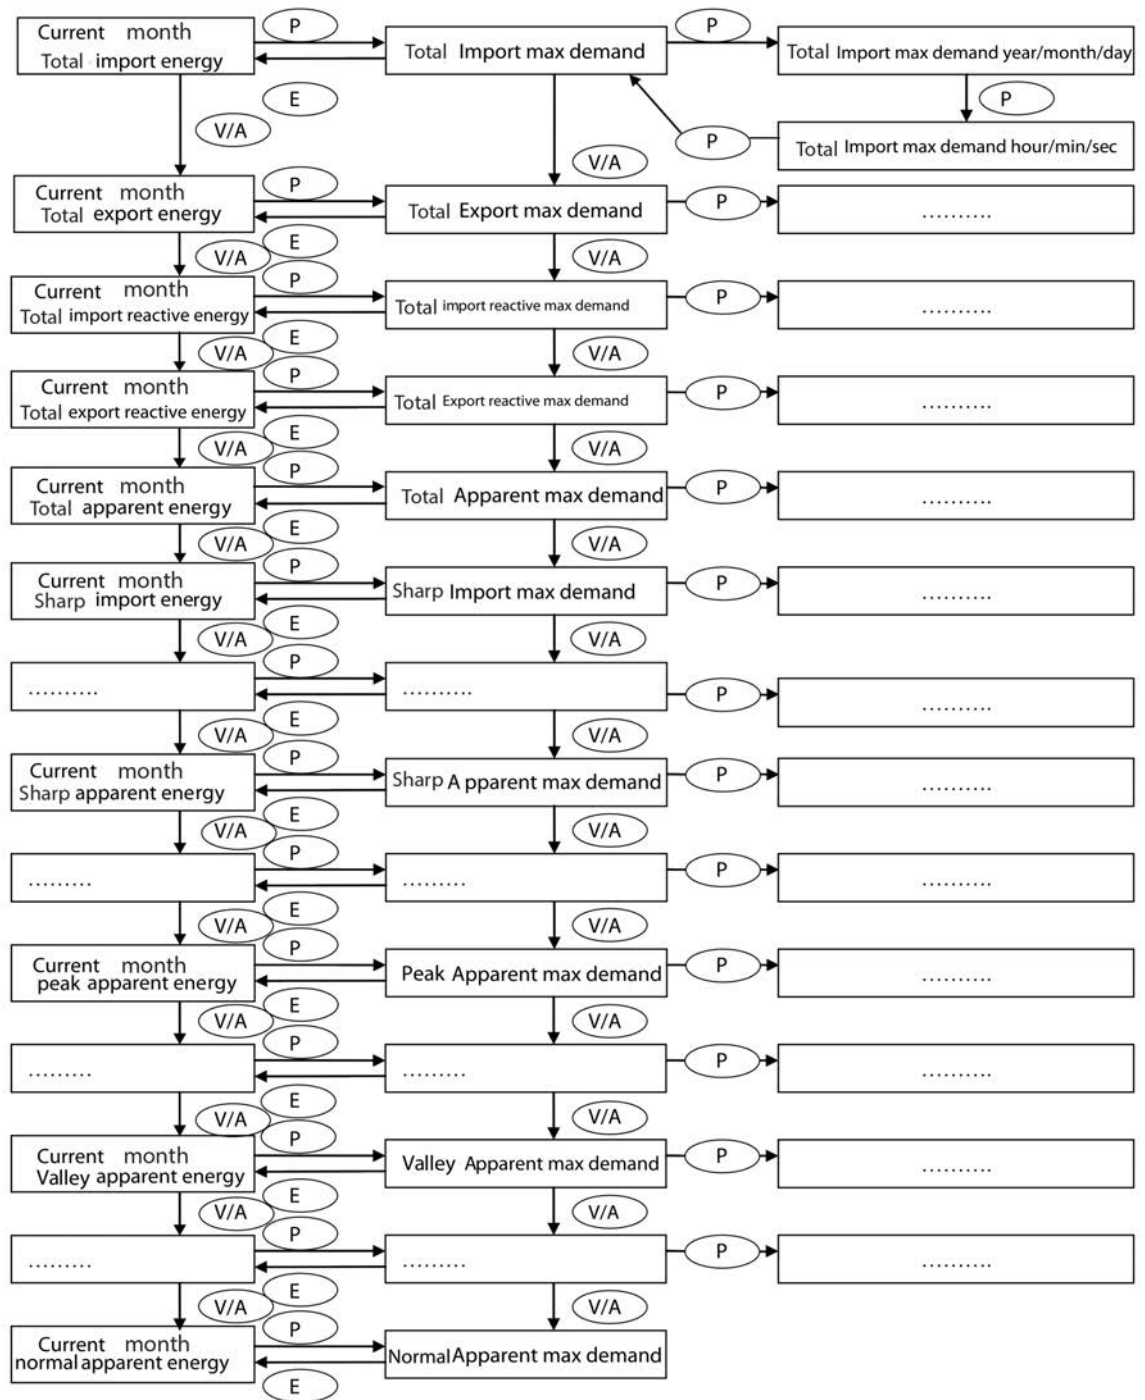 Current month
Total import energy
P
Total Import max demand
P
Total Import max demand year/month/day
E
P
V/A
P
Total Import max demand hour/min/sec
V/A
Current month
Total export energy
P
Total Export max demand
P
..........
E
V/A
V/A
Current month
Total import reactive energy
P
Total import reactive max demand
P
..........
E
V/A
V/A
Current month
Total export reactive energy
P
Total Export reactive max demand
P
..........
E
V/A
V/A
Current month
Total apparent energy
P
Total Apparent max demand
P
..........
E
V/A
V/A
Current month
Sharp import energy
P
Sharp Import max demand
P
..........
E
V/A
V/A
..........
P
..........
P
..........
E
V/A
V/A
Current month
Sharp apparent energy
P
Sharp A pparent max demand
P
..........
E
V/A
V/A
.........
P
.........
P
..........
E
V/A
V/A
Current month
peak apparent energy
P
Peak Apparent max demand
P
..........
E
V/A
V/A
.........
P
.........
P
..........
E
V/A
V/A
Current month
Valley apparent energy
P
Valley Apparent max demand
P
..........
E
V/A
V/A
.........
P
.........
P
..........
E
V/A
V/A
Current month
normal apparent energy
P
Normal Apparent max demand
E